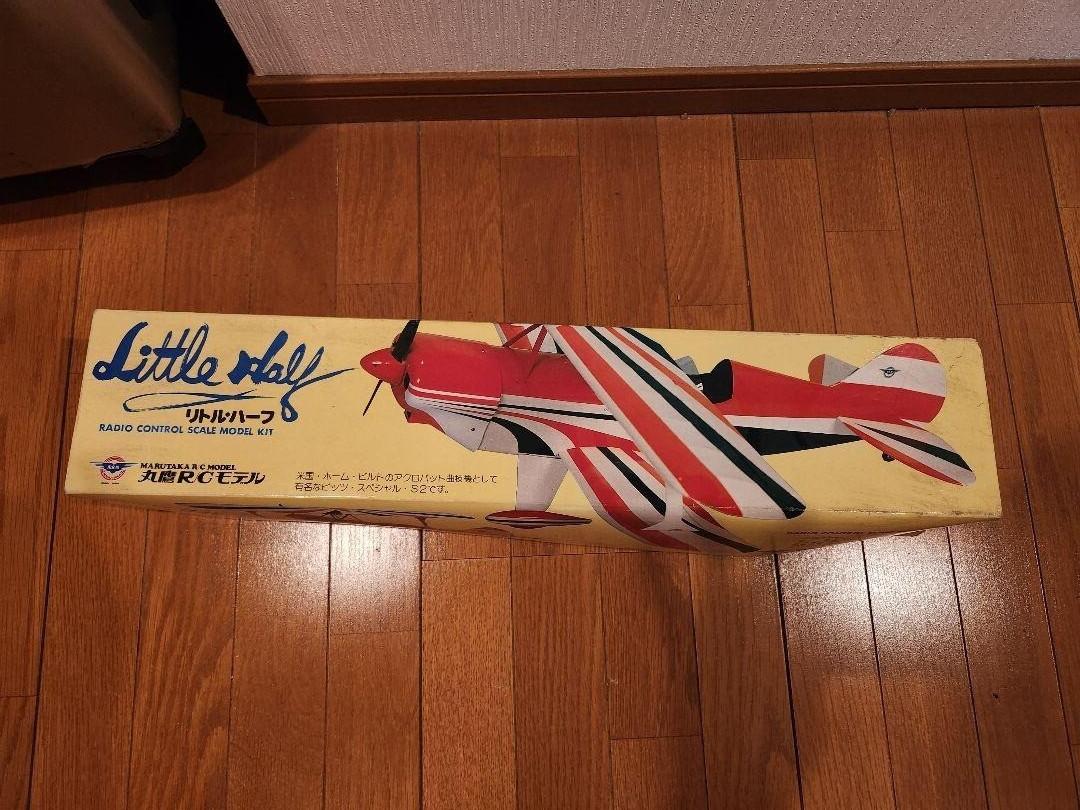 Little Half
リトル・ハーフ
RADIO CONTROL SCALE MODEL KIT
MARUTAKA R C MODEL
丸鷹RCモデル
米国・ホーム・ビルトのアクロバット曲技機として
有名なピッツ・スペシャル・S2です。